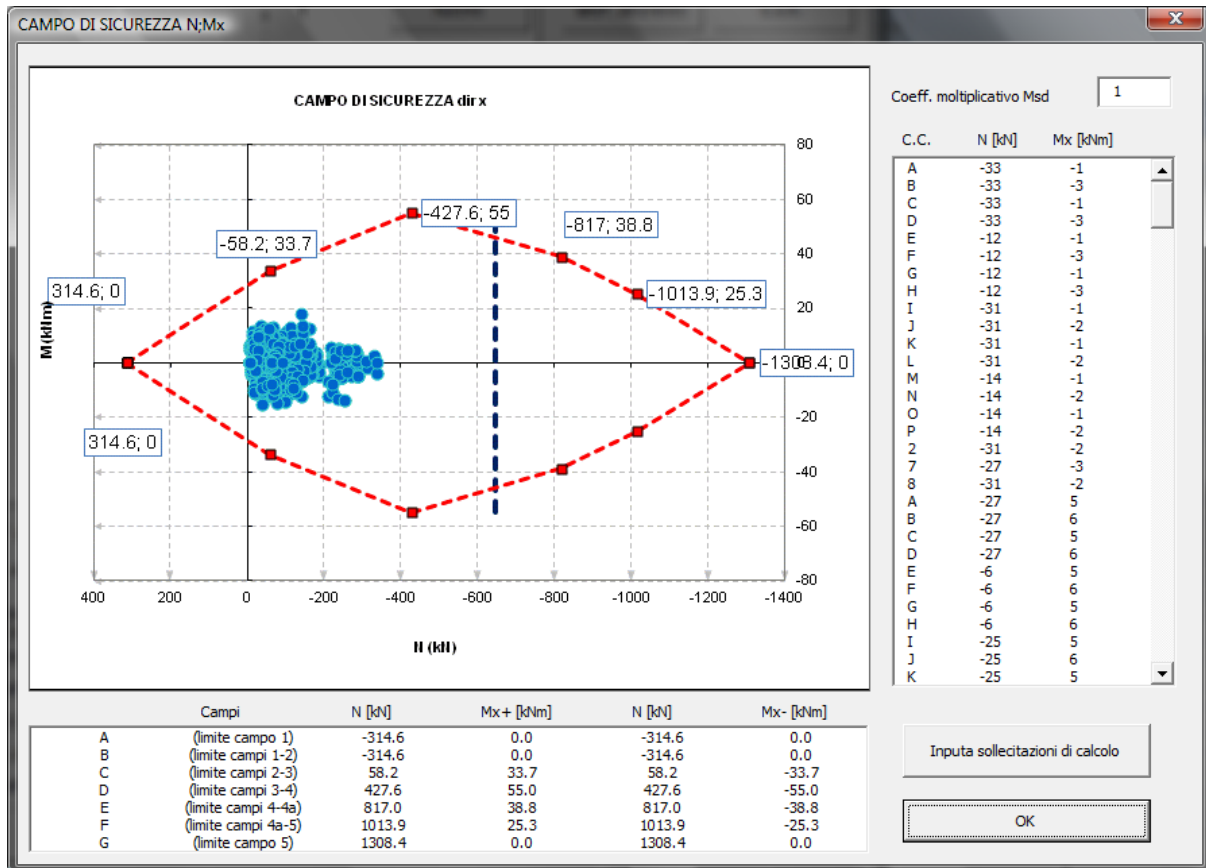 CAMPO DI SICUREZZA N;Mx
CAMPO DI SICUREZZA dir x
80
60
40
20
-20
-40
-60
-80
314.6; 0
-58.2; 33.7
-427.6; 55
-817; 38.8
-1013.9; 25.3
-1308.4; 0
314.6; 0
M (kNm)
400 200 0 -200 -400 -600 -800 -1000 -1200 -1400
N (kN)
Coeff. moltiplicativo Msd 1
C.C. N [kN] Mx [kNm]
A -33 -1
B -33 -3
C -33 -1
D -33 -3
E -12 -1
F -12 -3
G -12 -1
H -12 -3
I -31 -1
J -31 -2
K -31 -1
L -31 -2
M -14 -1
N -14 -2
O -14 -1
P -14 -2
2 -31 -2
7 -27 -3
8 -31 -2
A -27 5
B -27 6
C -27 5
D -27 6
E -6 5
F -6 6
G -6 5
H -6 6
I -25 5
J -25 6
K -25 5
Campi N [kN] Mx+ [kNm] N [kN] Mx- [kNm]
A (limite campo 1) -314.6 0.0 -314.6 0.0
B (limite campi 1-2) -314.6 0.0 -314.6 0.0
C (limite campi 2-3) 58.2 33.7 58.2 -33.7
D (limite campi 3-4) 427.6 55.0 427.6 -55.0
E (limite campi 4-4a) 817.0 38.8 817.0 -38.8
F (limite campi 4a-5) 1013.9 25.3 1013.9 -25.3
G (limite campo 5) 1308.4 0.0 1308.4 0.0
Inputa sollecitazioni di calcolo
OK